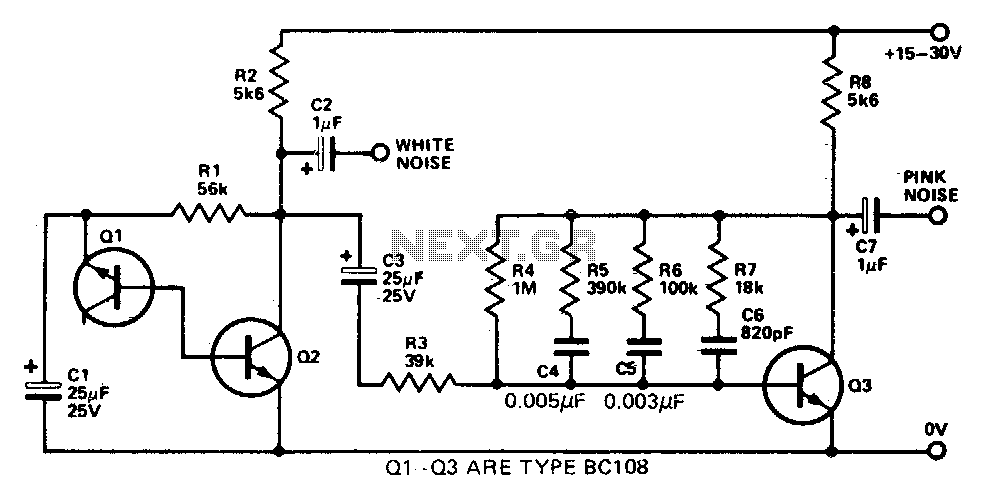 +15-30V
R2
5k6
R8
5k6
C2
1µF
+
WHITE
NOISE
R1
56k
PINK
NOISE
+
C7
1µF
Q1
NEXT.GR
+
C3
25µF
25V
R4
1M
R5
390k
R6
100k
R7
18k
C6
820pF
Q2
R3
39k
+
C1
25µF
25V
C4
0.005µF
C5
0.003µF
Q3
0V
Q1 -Q3 ARE TYPE BC108